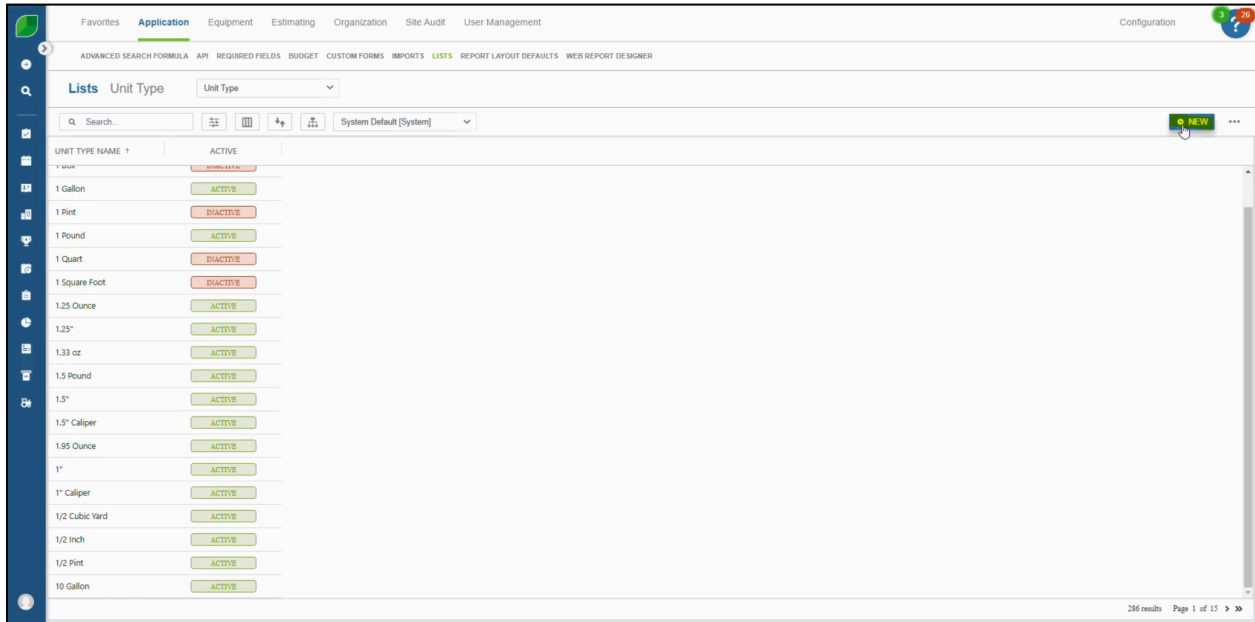 Favorites Application Equipment Estimating Organization Site Audit User Management Configuration 3 26 ?
ADVANCED SEARCH FORMULA API REQUIRED FIELDS BUDGET CUSTOM FORMS IMPORTS LISTS REPORT LAYOUT DEFAULTS WEB REPORT DESIGNER
Lists Unit Type Unit Type
Search... System Default [System] NEW
UNIT TYPE NAME ↑ ACTIVE
1 Box INACTIVE
1 Gallon ACTIVE
1 Pint INACTIVE
1 Pound ACTIVE
1 Quart INACTIVE
1 Square Foot INACTIVE
1.25 Ounce ACTIVE
1.25" ACTIVE
1.33 oz ACTIVE
1.5 Pound ACTIVE
1.5" ACTIVE
1.5" Caliper ACTIVE
1.95 Ounce ACTIVE
1" ACTIVE
1" Caliper ACTIVE
1/2 Cubic Yard ACTIVE
1/2 Inch ACTIVE
1/2 Pint ACTIVE
10 Gallon ACTIVE
286 results Page 1 of 15 > >>